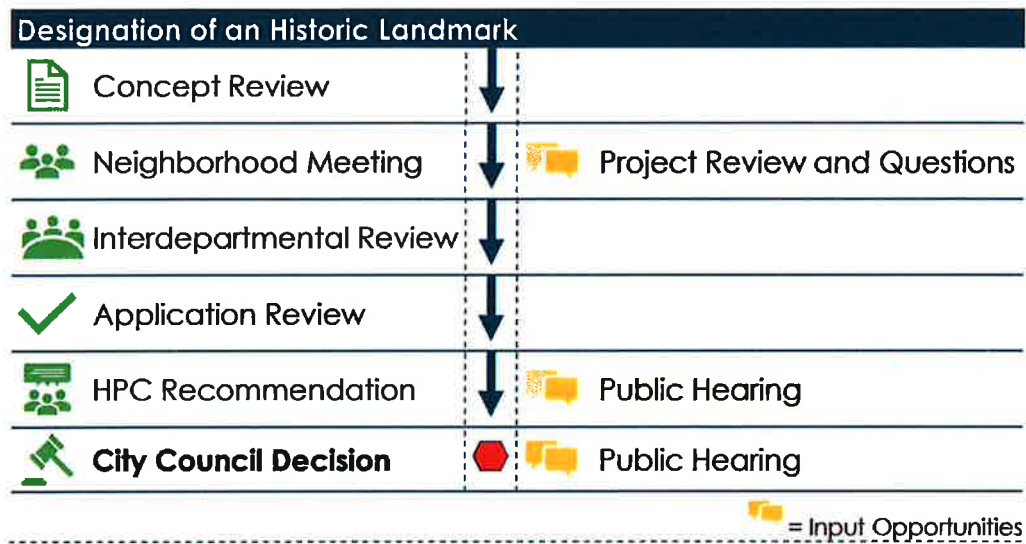 Designation of an Historic Landmark
Concept Review
Neighborhood Meeting
Project Review and Questions
Interdepartmental Review
Application Review
HPC Recommendation
Public Hearing
City Council Decision
Public Hearing
= Input Opportunities